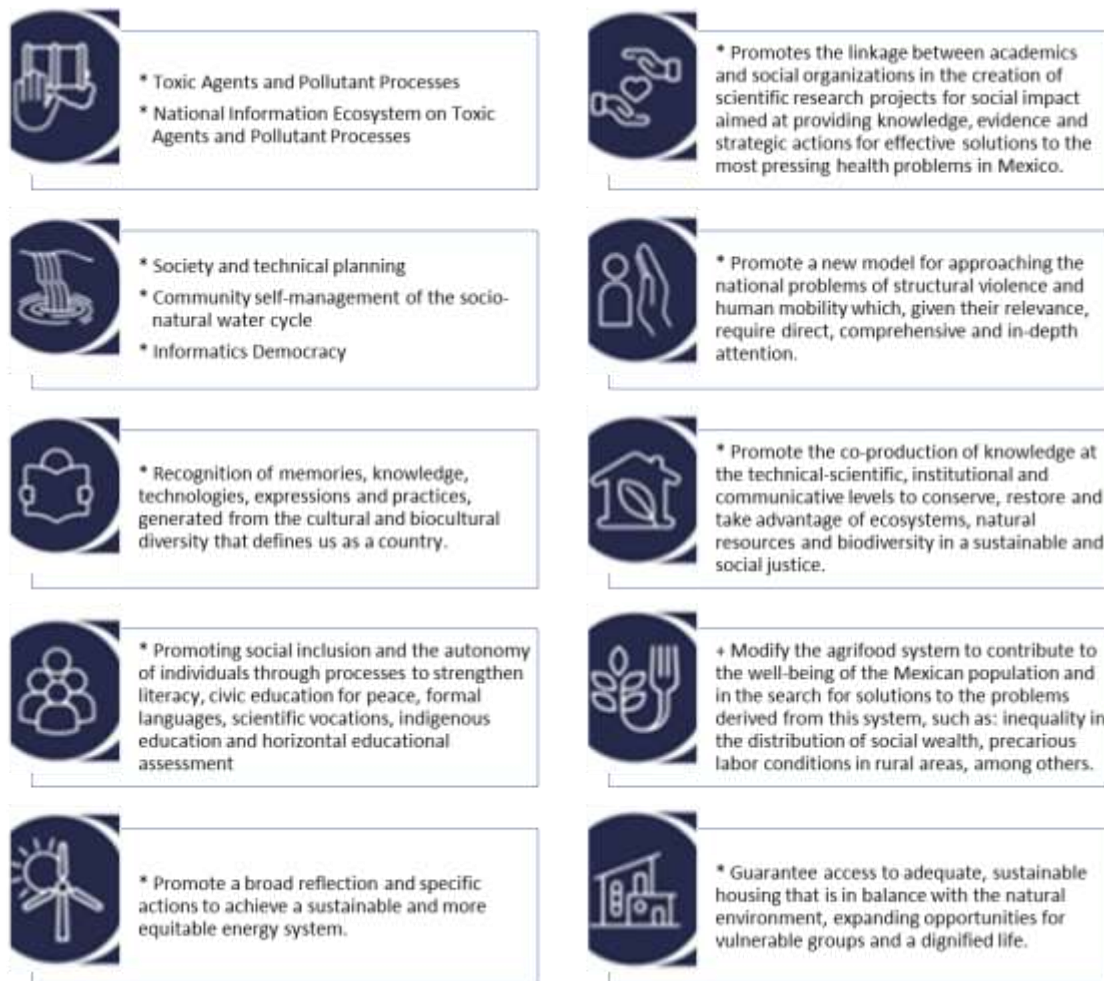 * Toxic Agents and Pollutant Processes
* National Information Ecosystem on Toxic
Agents and Pollutant Processes
* Promotes the linkage between academics
and social organizations in the creation of
scientific research projects for social impact
aimed at providing knowledge, evidence and
strategic actions for effective solutions to the
most pressing health problems in Mexico.
* Society and technical planning
* Community self-management of the socio-
natural water cycle
* Informatics Democracy
* Promote a new model for approaching the
national problems of structural violence and
human mobility which, given their relevance,
require direct, comprehensive and in-depth
attention.
* Recognition of memories, knowledge,
technologies, expressions and practices,
generated from the cultural and biocultural
diversity that defines us as a country.
* Promote the co-production of knowledge at
the technical-scientific, institutional and
communicative levels to conserve, restore and
take advantage of ecosystems, natural
resources and biodiversity in a sustainable and
social justice.
* Promoting social inclusion and the autonomy
of individuals through processes to strengthen
literacy, civic education for peace, formal
languages, scientific vocations, indigenous
education and horizontal educational
assessment
+ Modify the agrifood system to contribute to
the well-being of the Mexican population and
in the search for solutions to the problems
derived from this system, such as: inequality in
the distribution of social wealth, precarious
labor conditions in rural areas, among others.
* Promote a broad reflection and specific
actions to achieve a sustainable and more
equitable energy system.
* Guarantee access to adequate, sustainable
housing that is in balance with the natural
environment, expanding opportunities for
vulnerable groups and a dignified life.